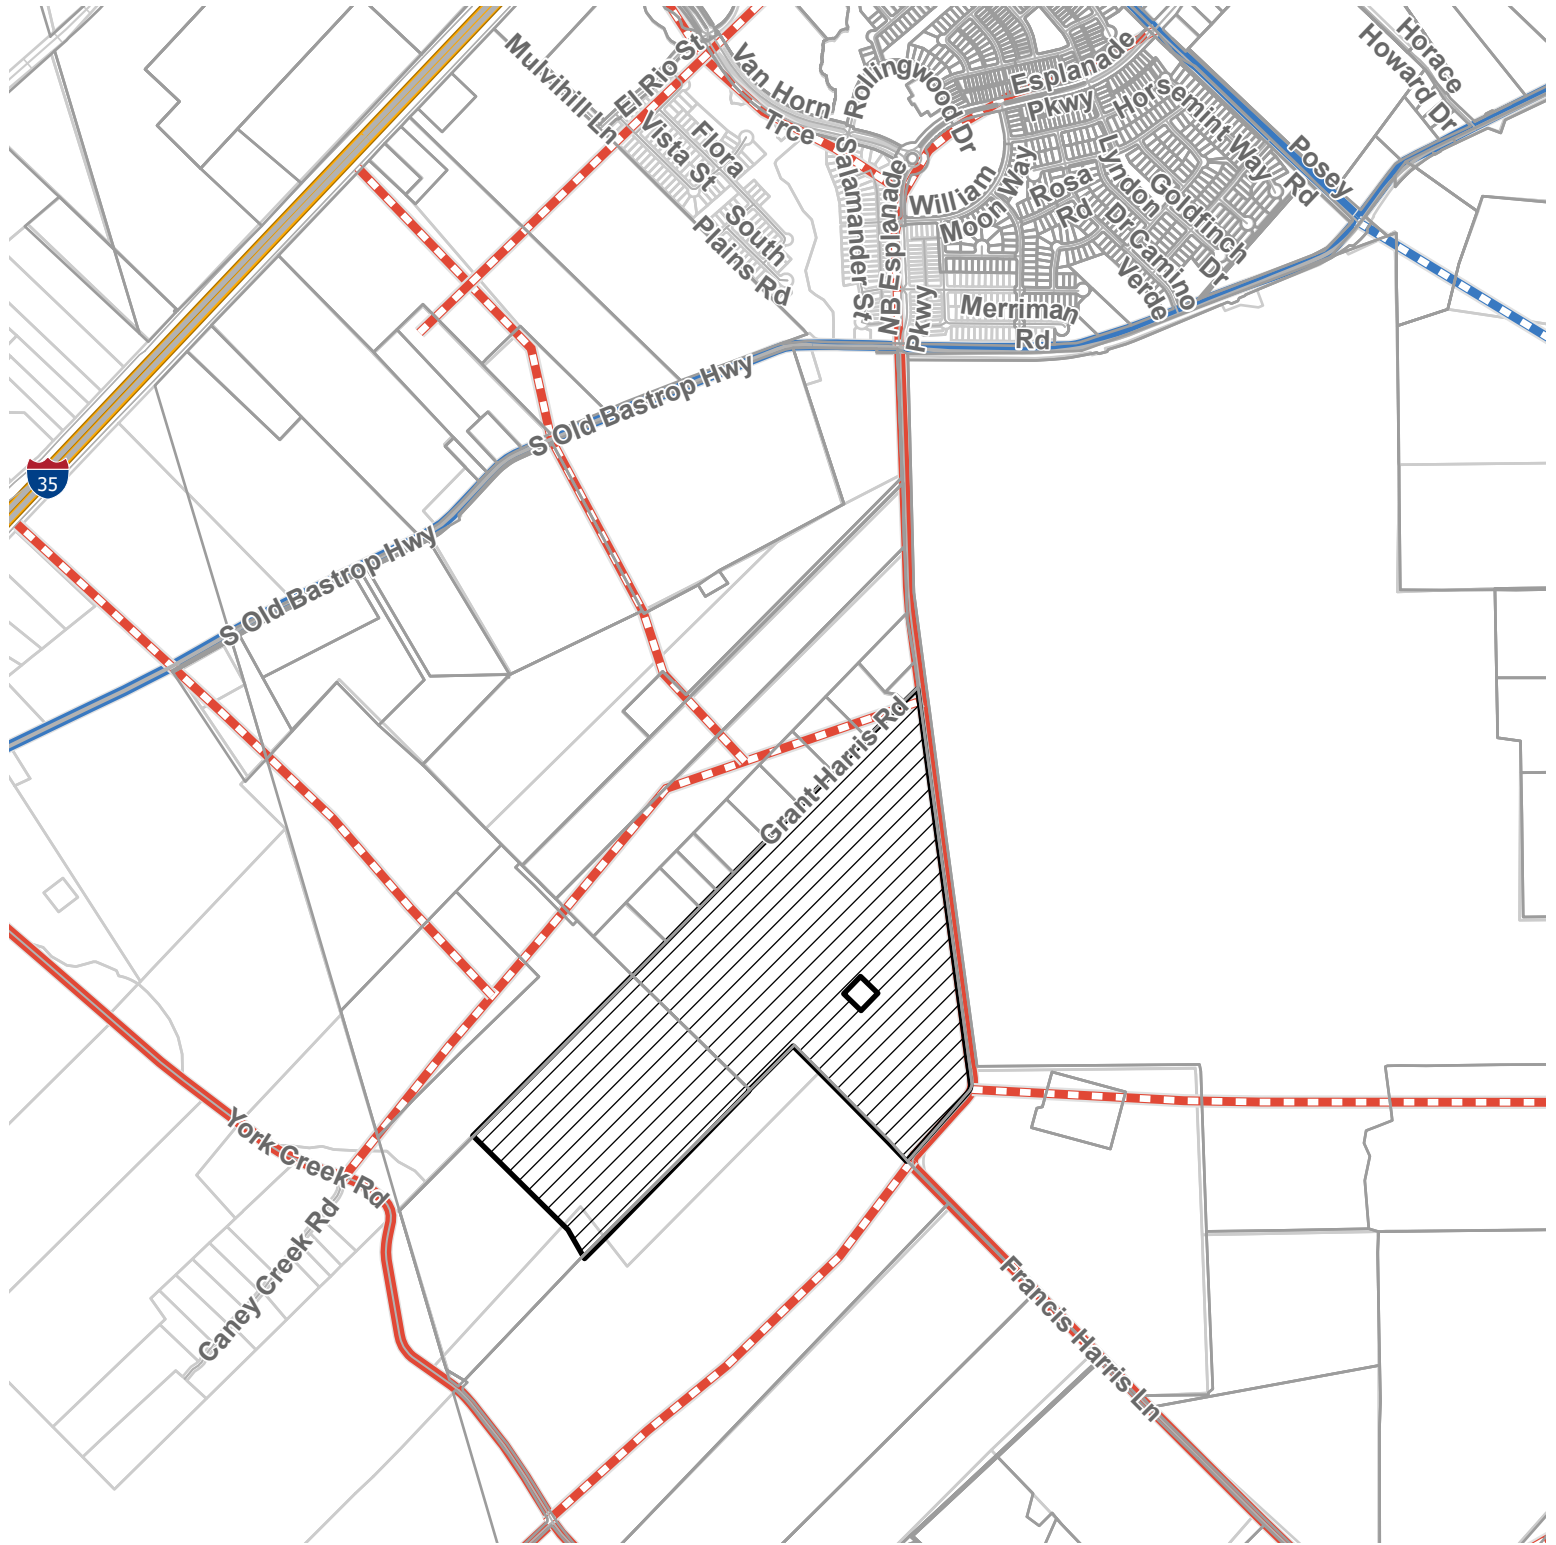 Mulvihill Ln
El Rio St
Van Horn
Trce
Rollingwood Dr
Esplanade
Pkwy
Horsemint Way
Horace
Howard Dr
Posey
Rd
Vista St
Flora
South
Plains Rd
Salamander St
NB Esplanade
Pkwy
William
Moon Way
Rosa
Rd
Lyndon
Dr
Goldfinch
Dr
Camino
Verde
Merriman
Rd
S Old Bastrop Hwy
35
S Old Bastrop Hwy
Grant Harris Rd
York Creek Rd
Caney Creek Rd
Francis Harris Ln